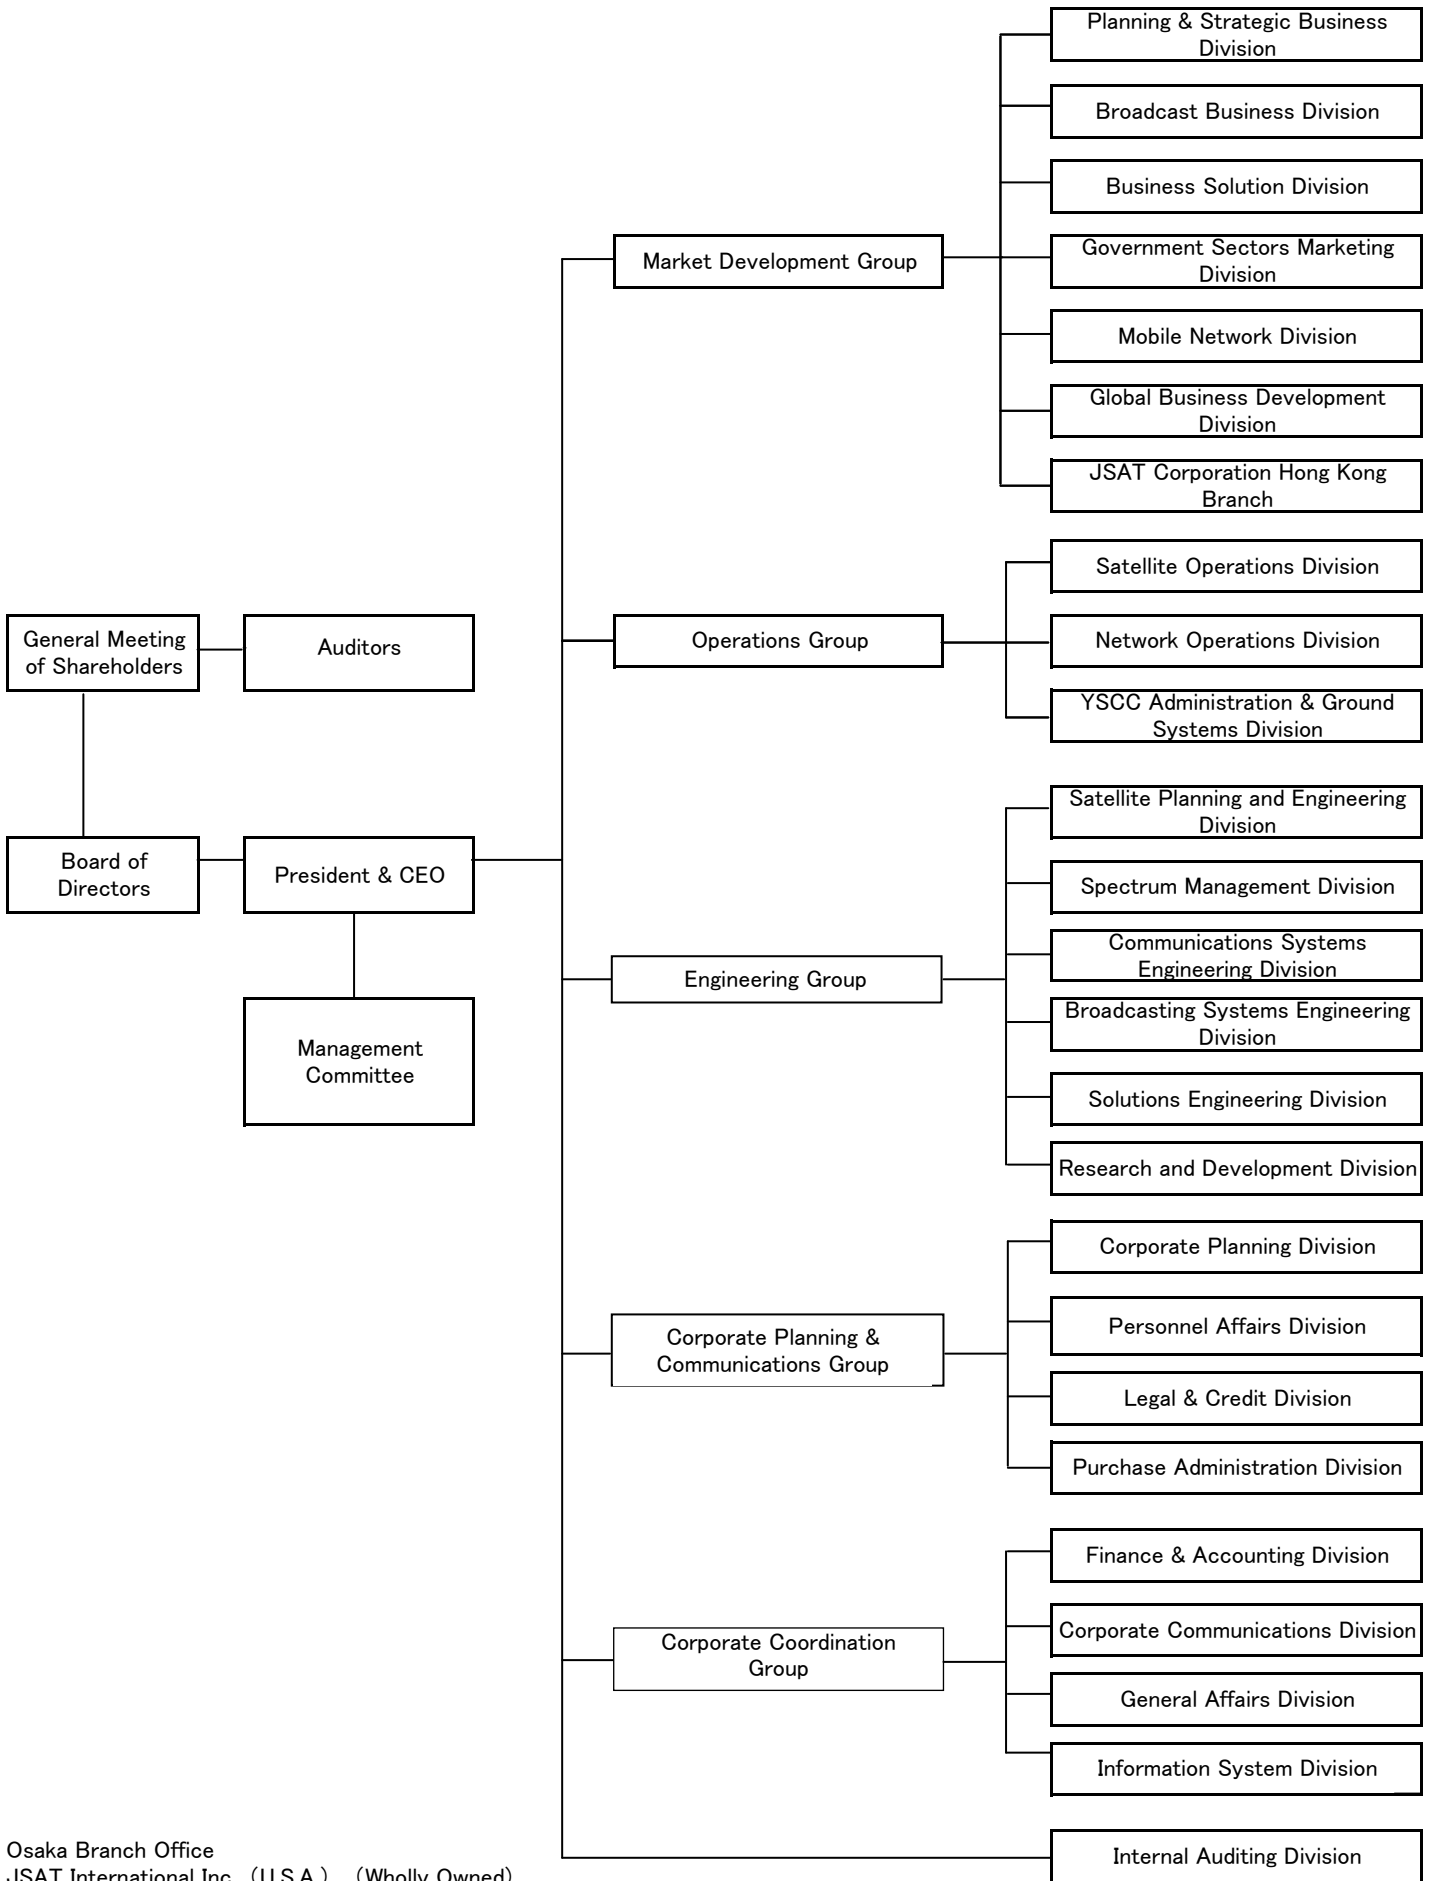 Planning & Strategic Business
Division
Broadcast Business Division
Business Solution Division
Market Development Group
Government Sectors Marketing
Division
Mobile Network Division
Global Business Development
Division
JSAT Corporation Hong Kong
Branch
General Meeting
of Shareholders
Auditors
Operations Group
Satellite Operations Division
Network Operations Division
YSCC Administration & Ground
Systems Division
Board of
Directors
President & CEO
Management
Committee
Engineering Group
Satellite Planning and Engineering
Division
Spectrum Management Division
Communications Systems
Engineering Division
Broadcasting Systems Engineering
Division
Solutions Engineering Division
Research and Development Division
Corporate Planning &
Communications Group
Corporate Planning Division
Personnel Affairs Division
Legal & Credit Division
Purchase Administration Division
Corporate Coordination
Group
Finance & Accounting Division
Corporate Communications Division
General Affairs Division
Information System Division
Internal Auditing Division
Osaka Branch Office
JSAT International Inc. (U.S.A.) (Wholly Owned)